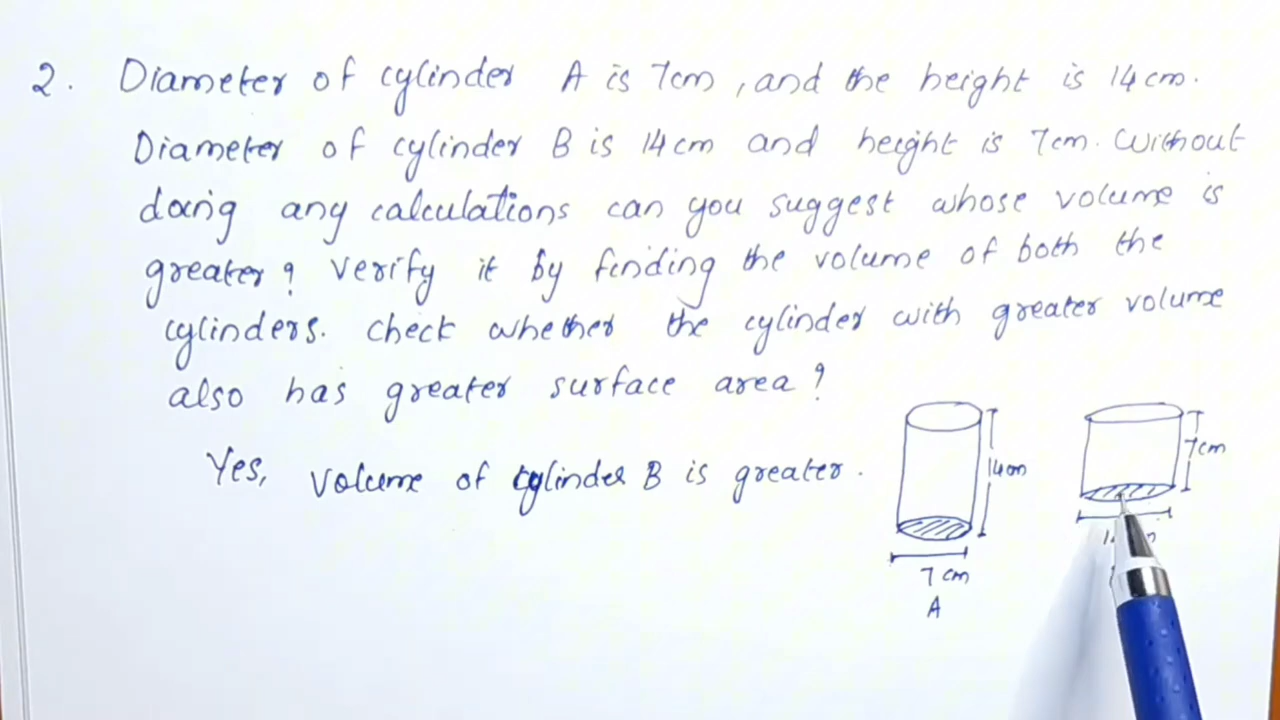 2. Diameter of cylinder A is 7cm, and the height is 14cm.
Diameter of cylinder B is 14cm and height is 7cm. Without
doing any calculations can you suggest whose volume is
greater? Verify it by finding the volume of both the
cylinders. check whether the cylinder with greater volume
also has greater surface area?
Yes, volume of cylinder B is greater.
14cm
7cm
7cm
A